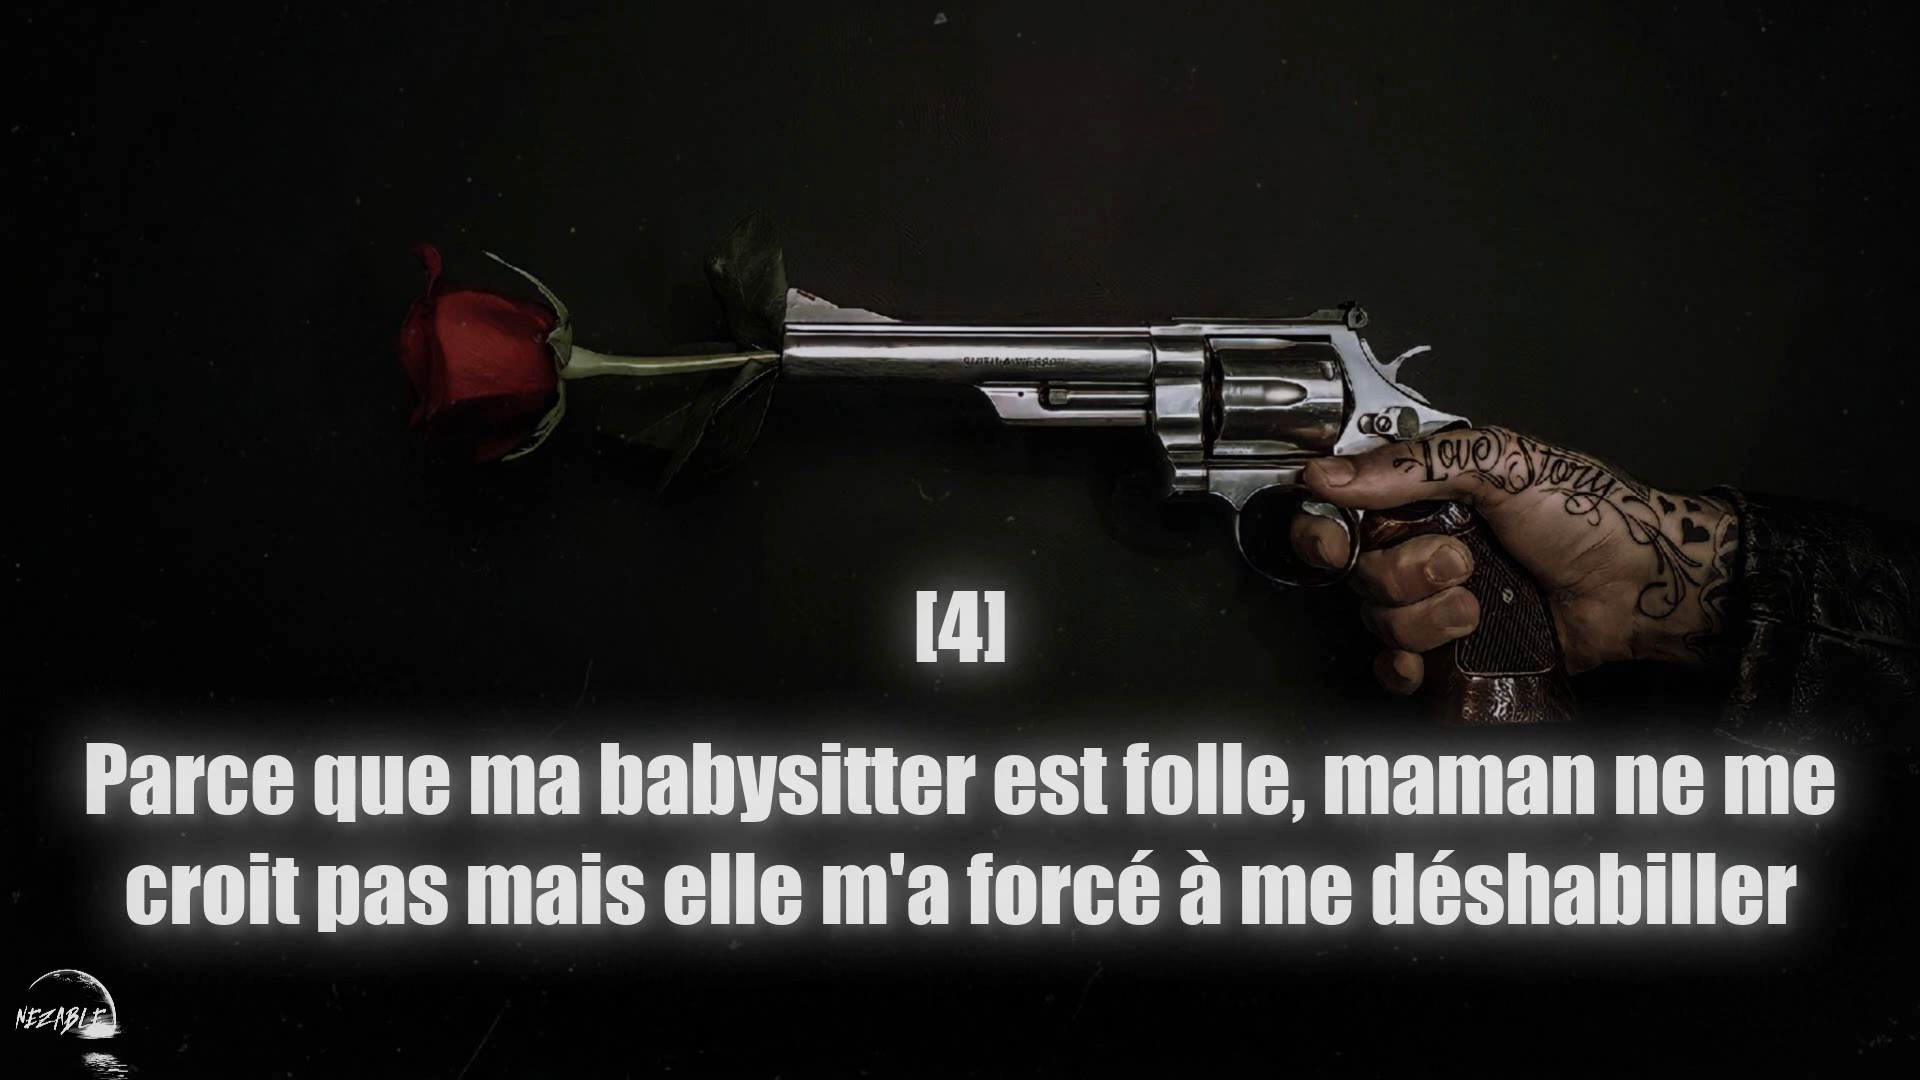 Love Story
[4]
Parce que ma babysitter est folle, maman ne me
croit pas mais elle m'a forcé à me déshabiller
NEZABLE